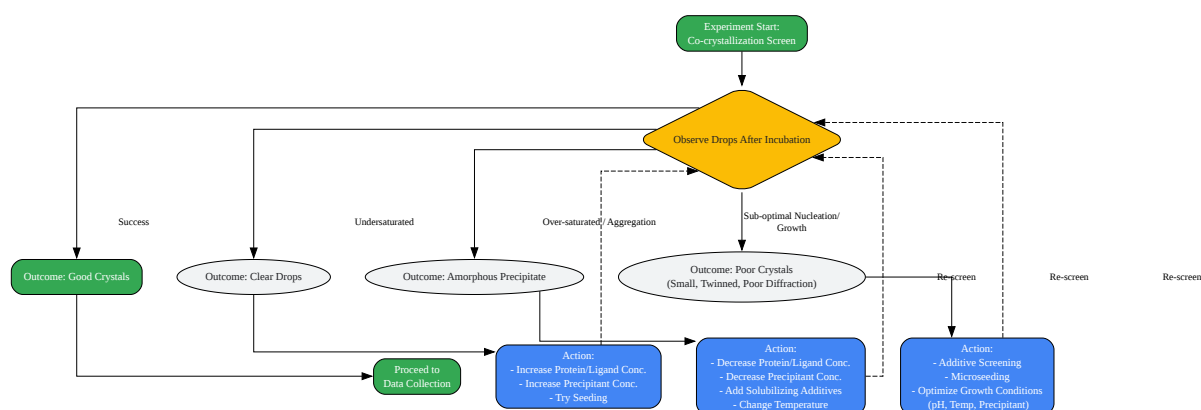 Experiment Start:
Co-crystallization Screen
Observe Drops After Incubation
Success
Undersaturated
Over-saturated / Aggregation
Sub-optimal Nucleation/
Growth
Outcome: Good Crystals
Outcome: Clear Drops
Outcome: Amorphous Precipitate
Outcome: Poor Crystals
(Small, Twinned, Poor Diffraction)
Re-screen
Re-screen
Re-screen
Proceed to
Data Collection
Action:
- Increase Protein/Ligand Conc.
- Increase Precipitant Conc.
- Try Seeding
Action:
- Decrease Protein/Ligand Conc.
- Decrease Precipitant Conc.
- Add Solubilizing Additives
- Change Temperature
Action:
- Additive Screening
- Microseeding
- Optimize Growth Conditions
(pH, Temp, Precipitant)